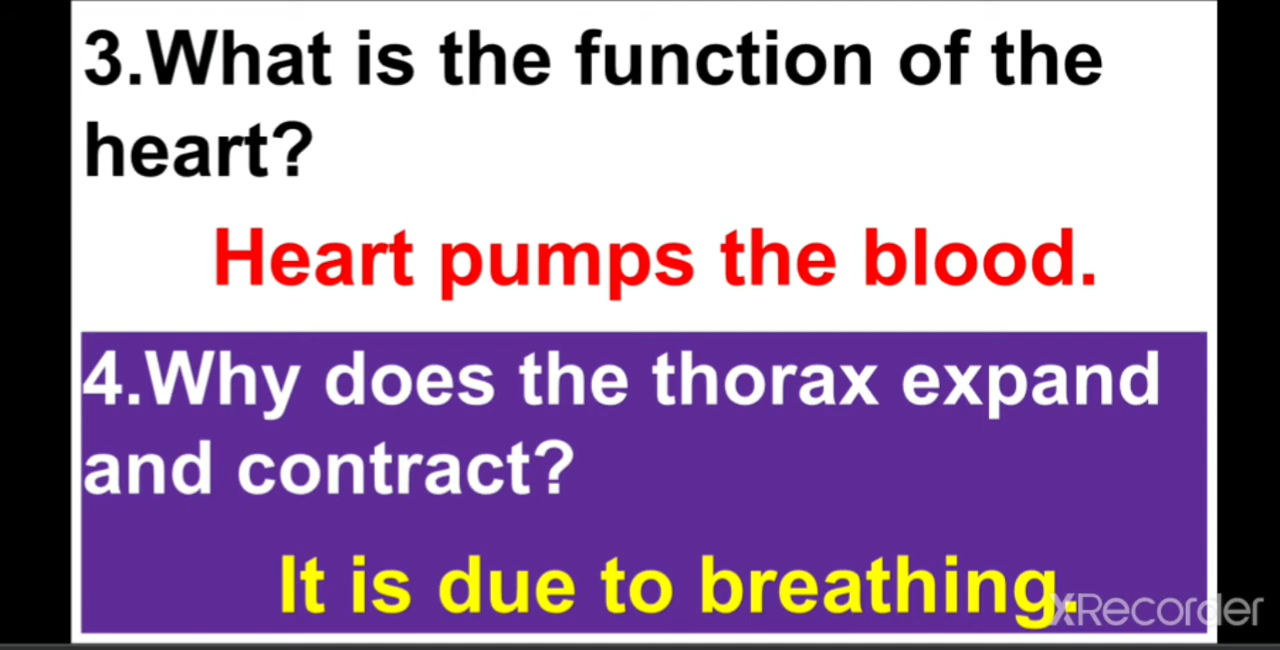 3.What is the function of the
heart?
Heart pumps the blood.
4.Why does the thorax expand
and contract?
It is due to breathing.
XRecorder